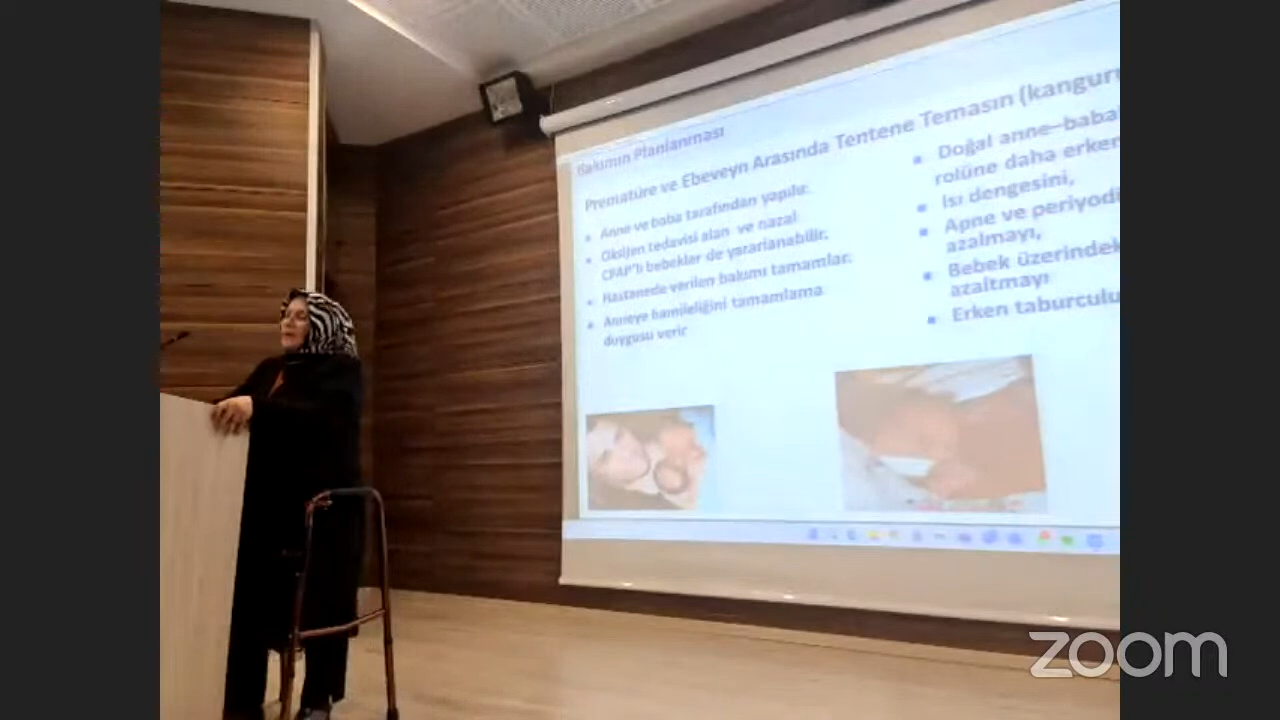 Bakımın Planlanması
Prematüre ve Ebeveyn Arasında Tentene Temasın (kanguru
Anne ve baba tarafından yapılır.
Oksijen tedavisi alan ve nazal
CPAP'lı bebekler de yararlanabilir.
Hastanede verilen bakımı tamamlar.
Anneye hamileliğini tamamlama
duygusu verir
Doğal anne–baba
rolüne daha erken
Isı dengesini,
Apne ve periyodi
azalmayı,
Bebek üzerindek
azaltmayı
Erken taburculu
zoom